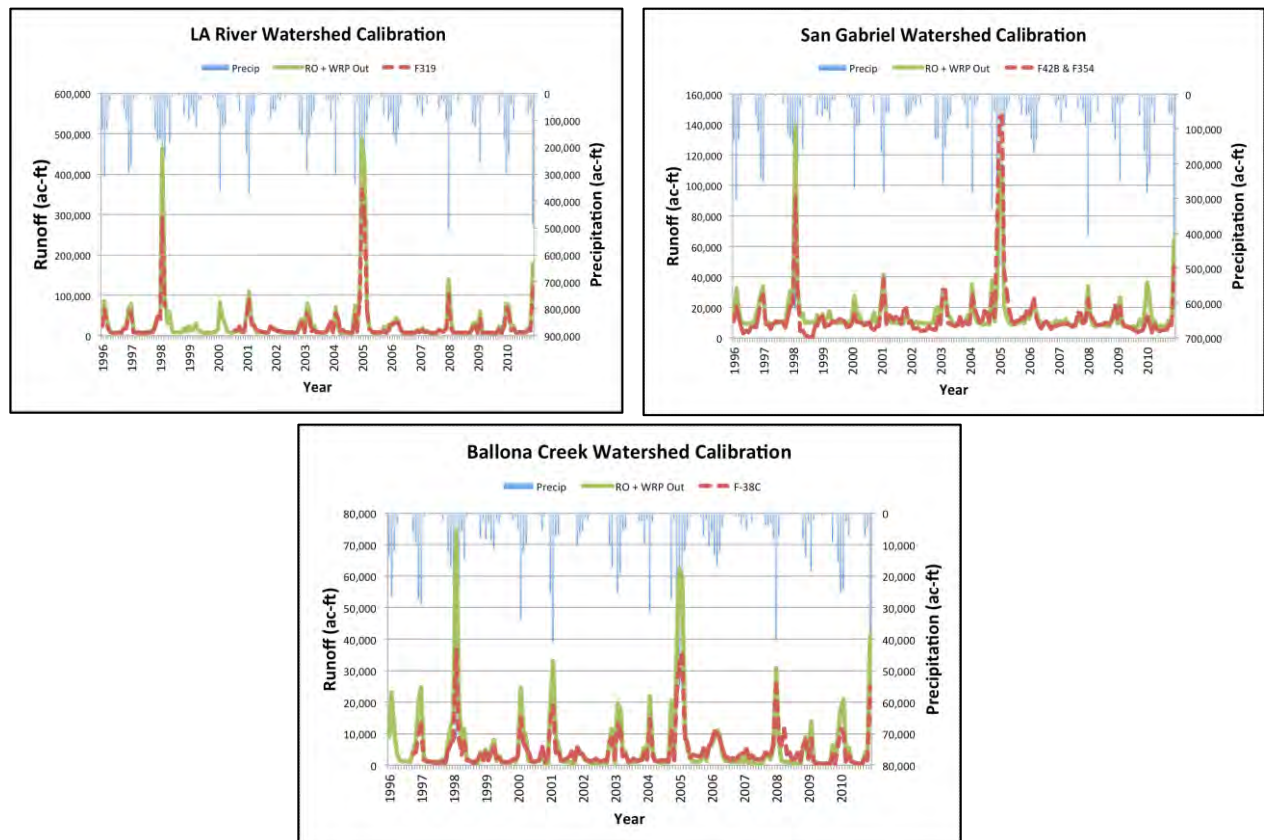 LA River Watershed Calibration
Precip RO + WRP Out F319
Runoff (ac-ft)
600,000
500,000
400,000
300,000
200,000
100,000
0
Precipitation (ac-ft)
0
100,000
200,000
300,000
400,000
500,000
600,000
700,000
800,000
900,000
1996 1997 1998 1999 2000 2001 2002 2003 2004 2005 2006 2007 2008 2009 2010
Year
San Gabriel Watershed Calibration
Precip RO + WRP Out F42B & F354
Runoff (ac-ft)
160,000
140,000
120,000
100,000
80,000
60,000
40,000
20,000
0
Precipitation (ac-ft)
0
100,000
200,000
300,000
400,000
500,000
600,000
700,000
1996 1997 1998 1999 2000 2001 2002 2003 2004 2005 2006 2007 2008 2009 2010
Year
Ballona Creek Watershed Calibration
Precip RO + WRP Out F-38C
Runoff (ac-ft)
80,000
70,000
60,000
50,000
40,000
30,000
20,000
10,000
0
Precipitation (ac-ft)
0
10,000
20,000
30,000
40,000
50,000
60,000
70,000
80,000
1996 1997 1998 1999 2000 2001 2002 2003 2004 2005 2006 2007 2008 2009 2010
Year